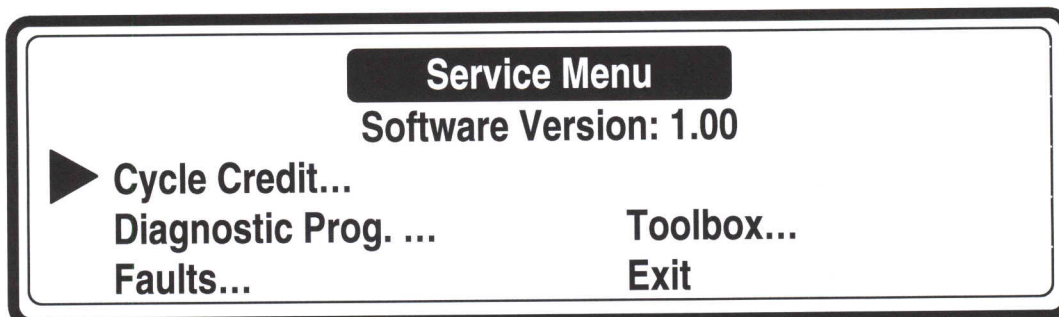 Service Menu
Software Version: 1.00
Cycle Credit...
Diagnostic Prog. ... Toolbox...
Faults... Exit